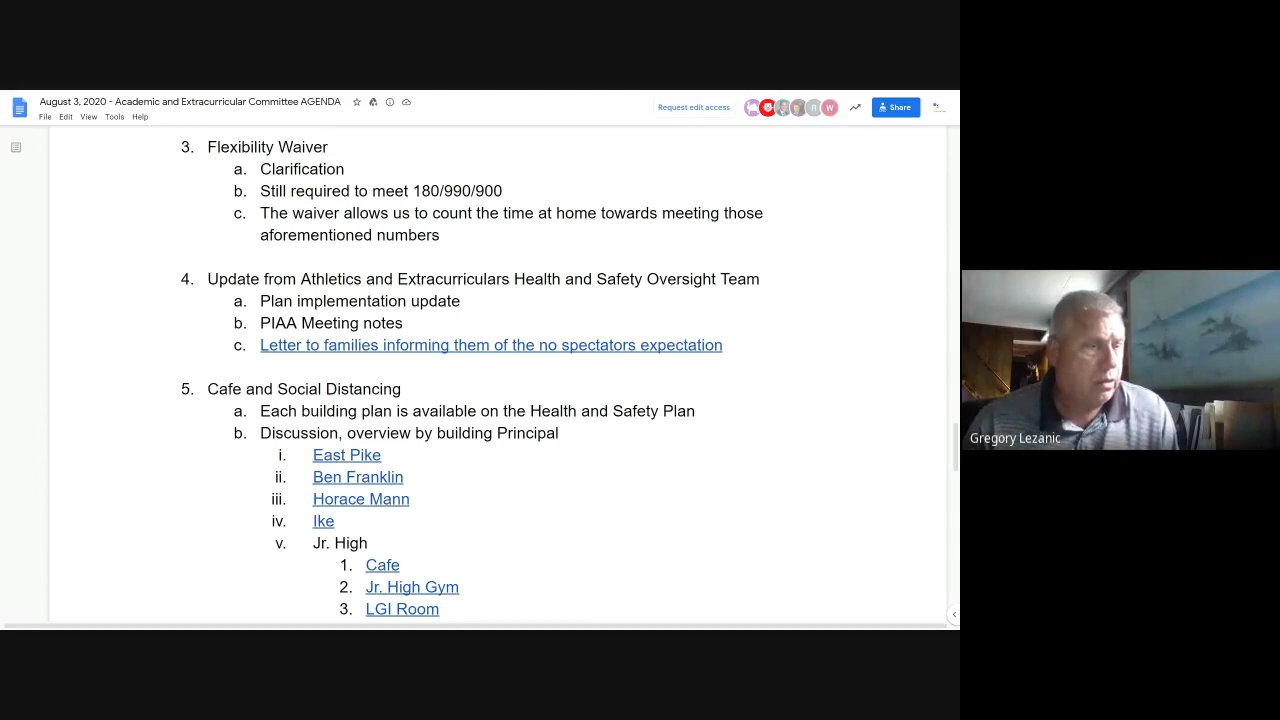 August 3, 2020 - Academic and Extracurricular Committee AGENDA
File Edit View Tools Help
Request edit access
R
W
Share
3. Flexibility Waiver
a. Clarification
b. Still required to meet 180/990/900
c. The waiver allows us to count the time at home towards meeting those
aforementioned numbers
4. Update from Athletics and Extracurriculars Health and Safety Oversight Team
a. Plan implementation update
b. PIAA Meeting notes
c. Letter to families informing them of the no spectators expectation
5. Cafe and Social Distancing
a. Each building plan is available on the Health and Safety Plan
b. Discussion, overview by building Principal
i. East Pike
ii. Ben Franklin
iii. Horace Mann
iv. Ike
v. Jr. High
1. Cafe
2. Jr. High Gym
3. LGI Room
Gregory Lezanic